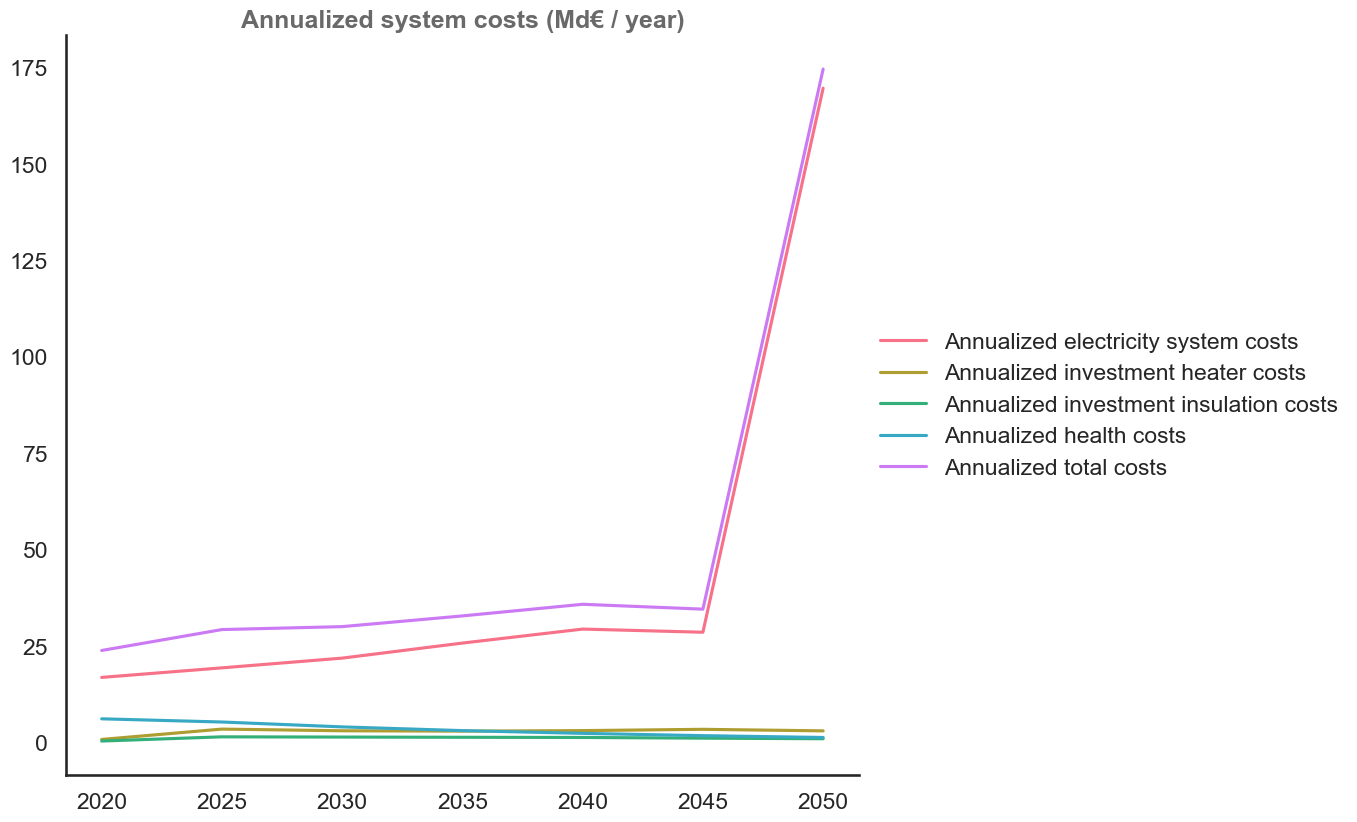 Annualized system costs (Md€ / year)
175
150
125
100
75
50
25
0
2020 2025 2030 2035 2040 2045 2050
Annualized electricity system costs
Annualized investment heater costs
Annualized investment insulation costs
Annualized health costs
Annualized total costs